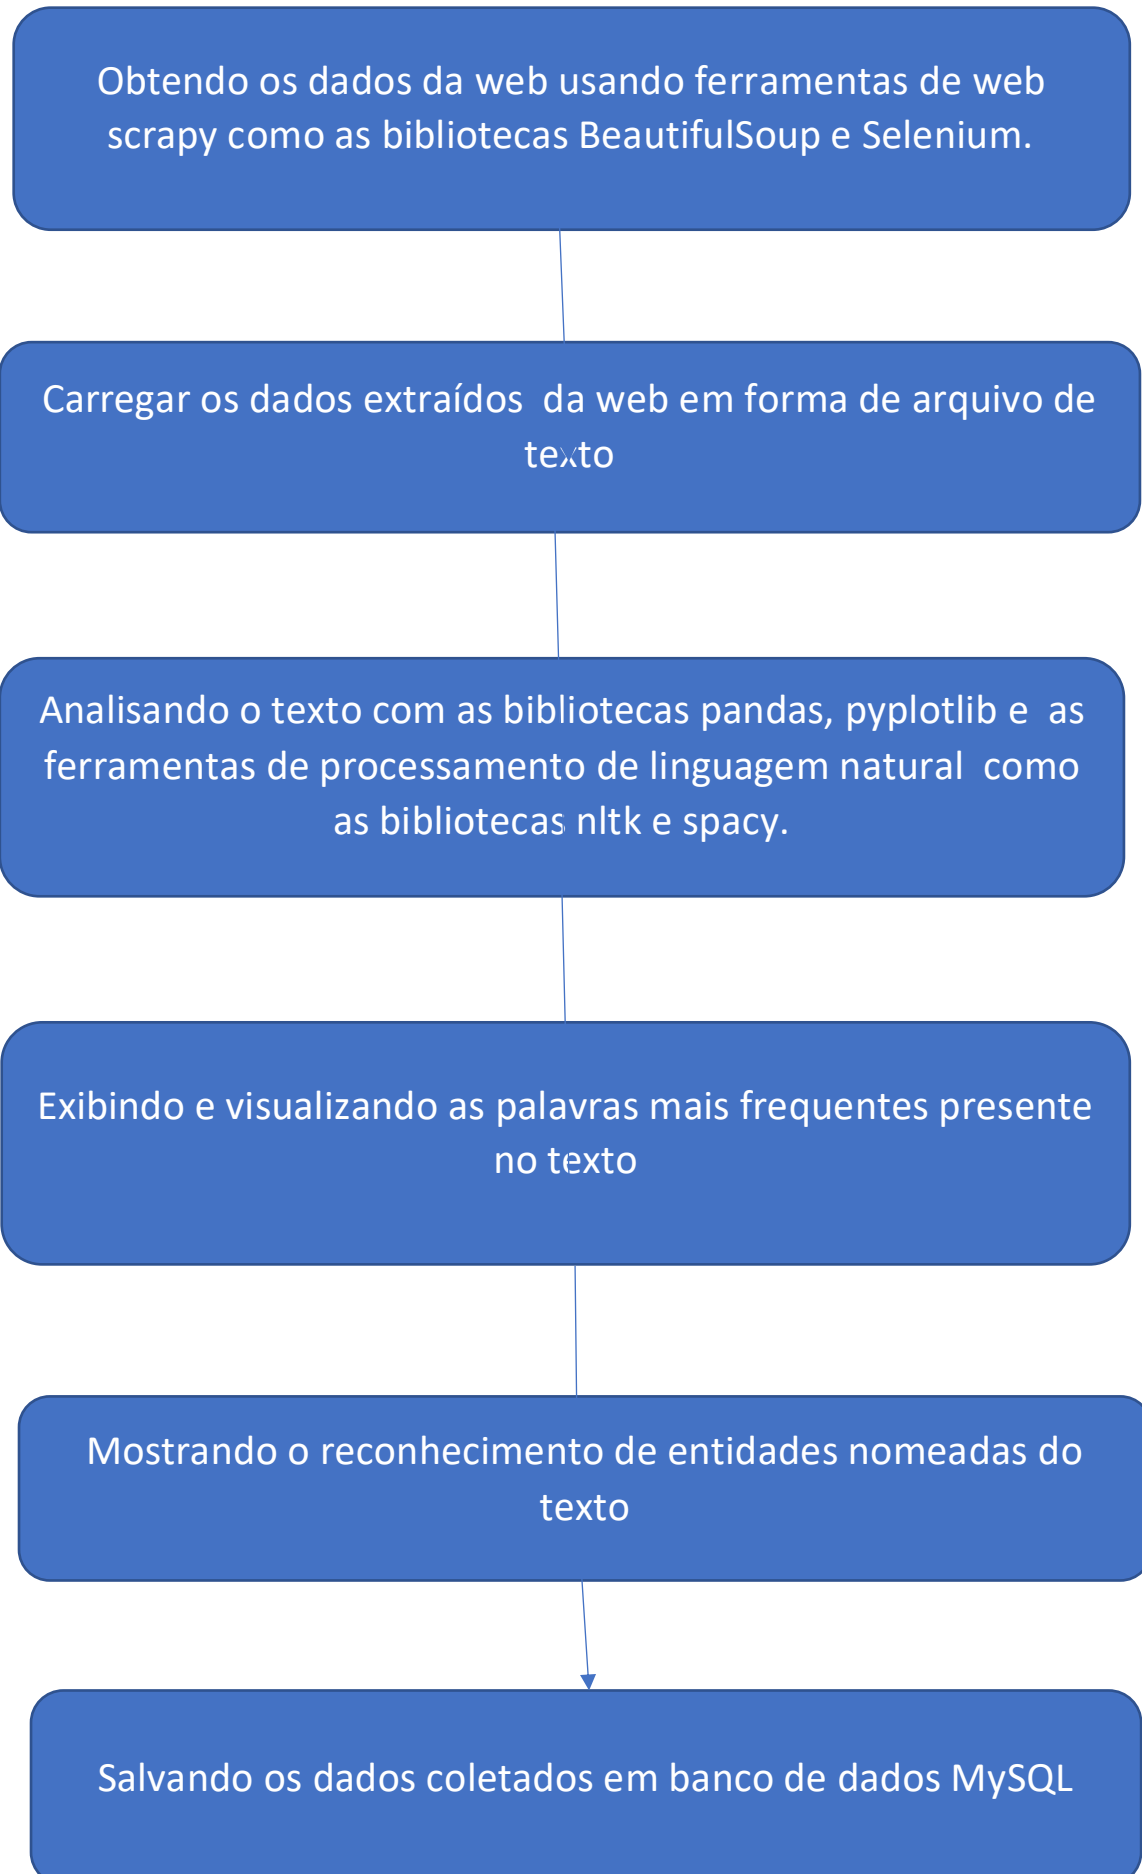 Obtendo os dados da web usando ferramentas de web
scrapy como as bibliotecas BeautifulSoup e Selenium.
Carregar os dados extraídos  da web em forma de arquivo de
texto
Analisando o texto com as bibliotecas pandas, pyplotlib e  as
ferramentas de processamento de linguagem natural  como
as bibliotecas nltk e spacy.
Exibindo e visualizando as palavras mais frequentes presente
no texto
Mostrando o reconhecimento de entidades nomeadas do
texto
Salvando os dados coletados em banco de dados MySQL